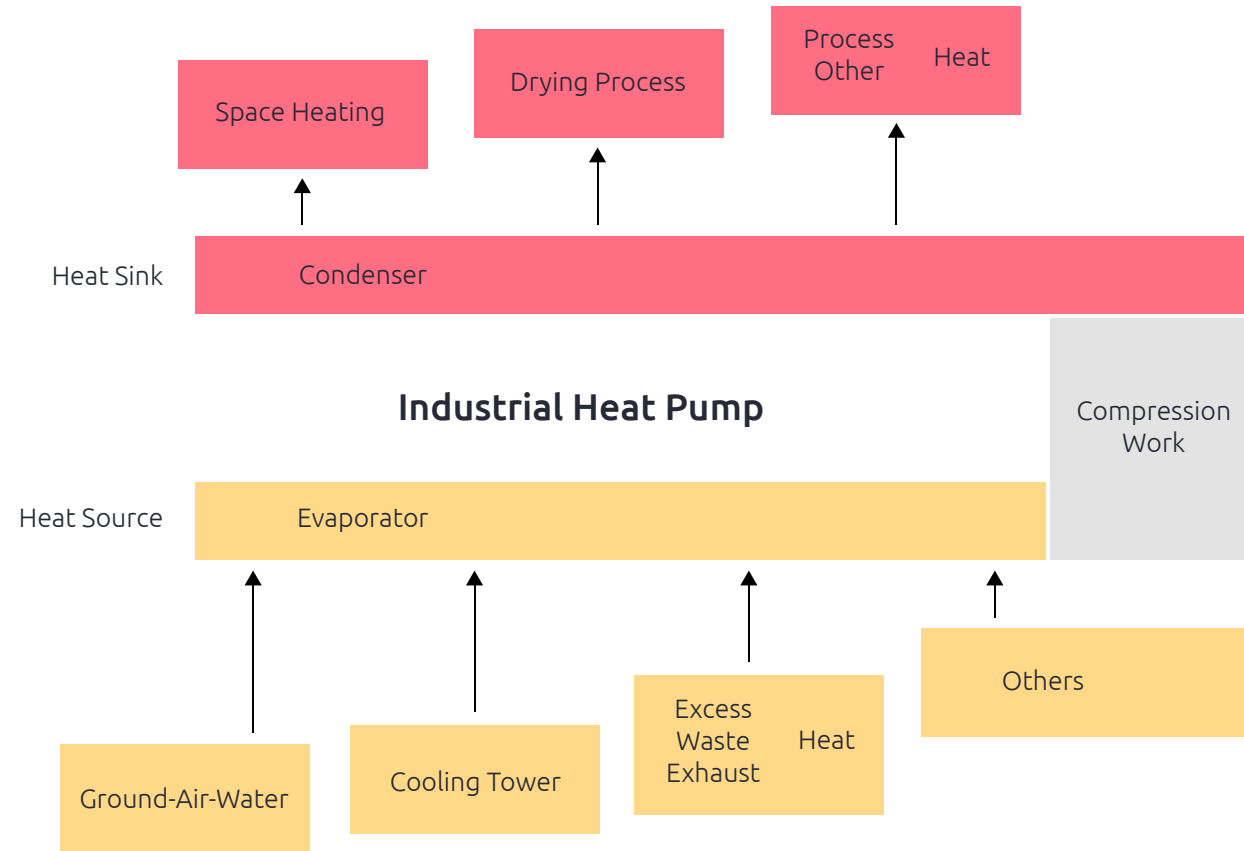 Space Heating
Drying Process
Process
Other
Heat
Heat Sink
Condenser
Industrial Heat Pump
Compression
Work
Heat Source
Evaporator
Ground-Air-Water
Cooling Tower
Excess
Waste
Exhaust
Heat
Others